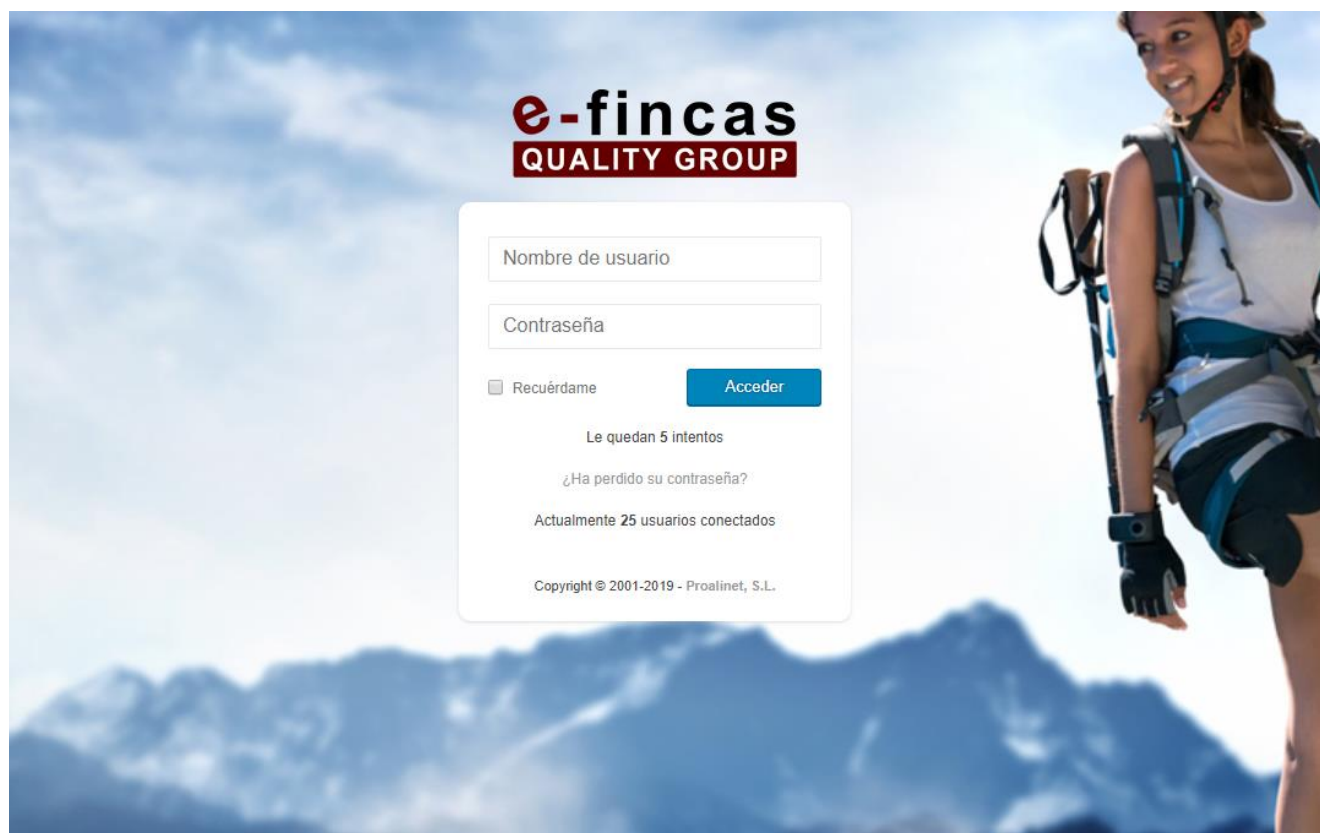 e-fincas
QUALITY GROUP
Nombre de usuario
Contraseña
Recuérdame
Acceder
Le quedan 5 intentos
¿Ha perdido su contraseña?
Actualmente 25 usuarios conectados
Copyright © 2001-2019 - Proalinet, S.L.